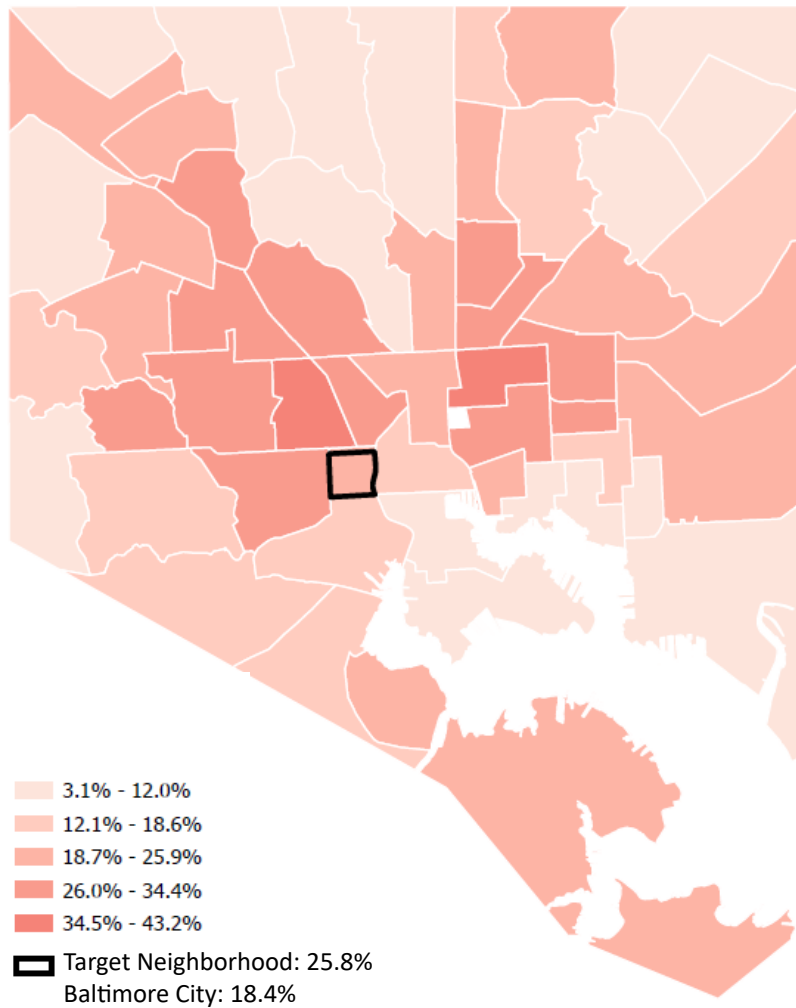 3.1% - 12.0%
12.1% - 18.6%
18.7% - 25.9%
26.0% - 34.4%
34.5% - 43.2%
Target Neighborhood: 25.8%
Baltimore City: 18.4%